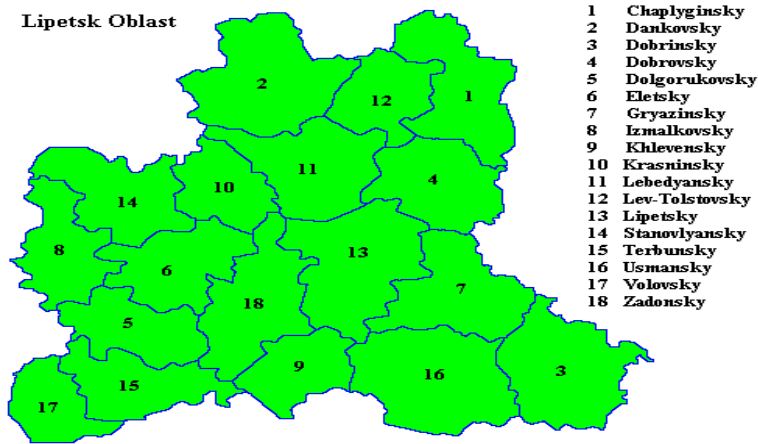 Lipetsk Oblast
1 Chaplyginsky
2 Dankovsky
3 Dobrinsky
4 Dobrovsky
5 Dolgorukovsky
6 Eletsky
7 Gryazinsky
8 Izmalkovsky
9 Khlevensky
10 Krasninsky
11 Lebedyansky
12 Lev-Tolstovsky
13 Lipetsky
14 Stanovlyansky
15 Terbunsky
16 Usmansky
17 Volovsky
18 Zadonsky
2
12
1
11
4
10
14
8
6
13
7
18
5
9
16
3
15
17